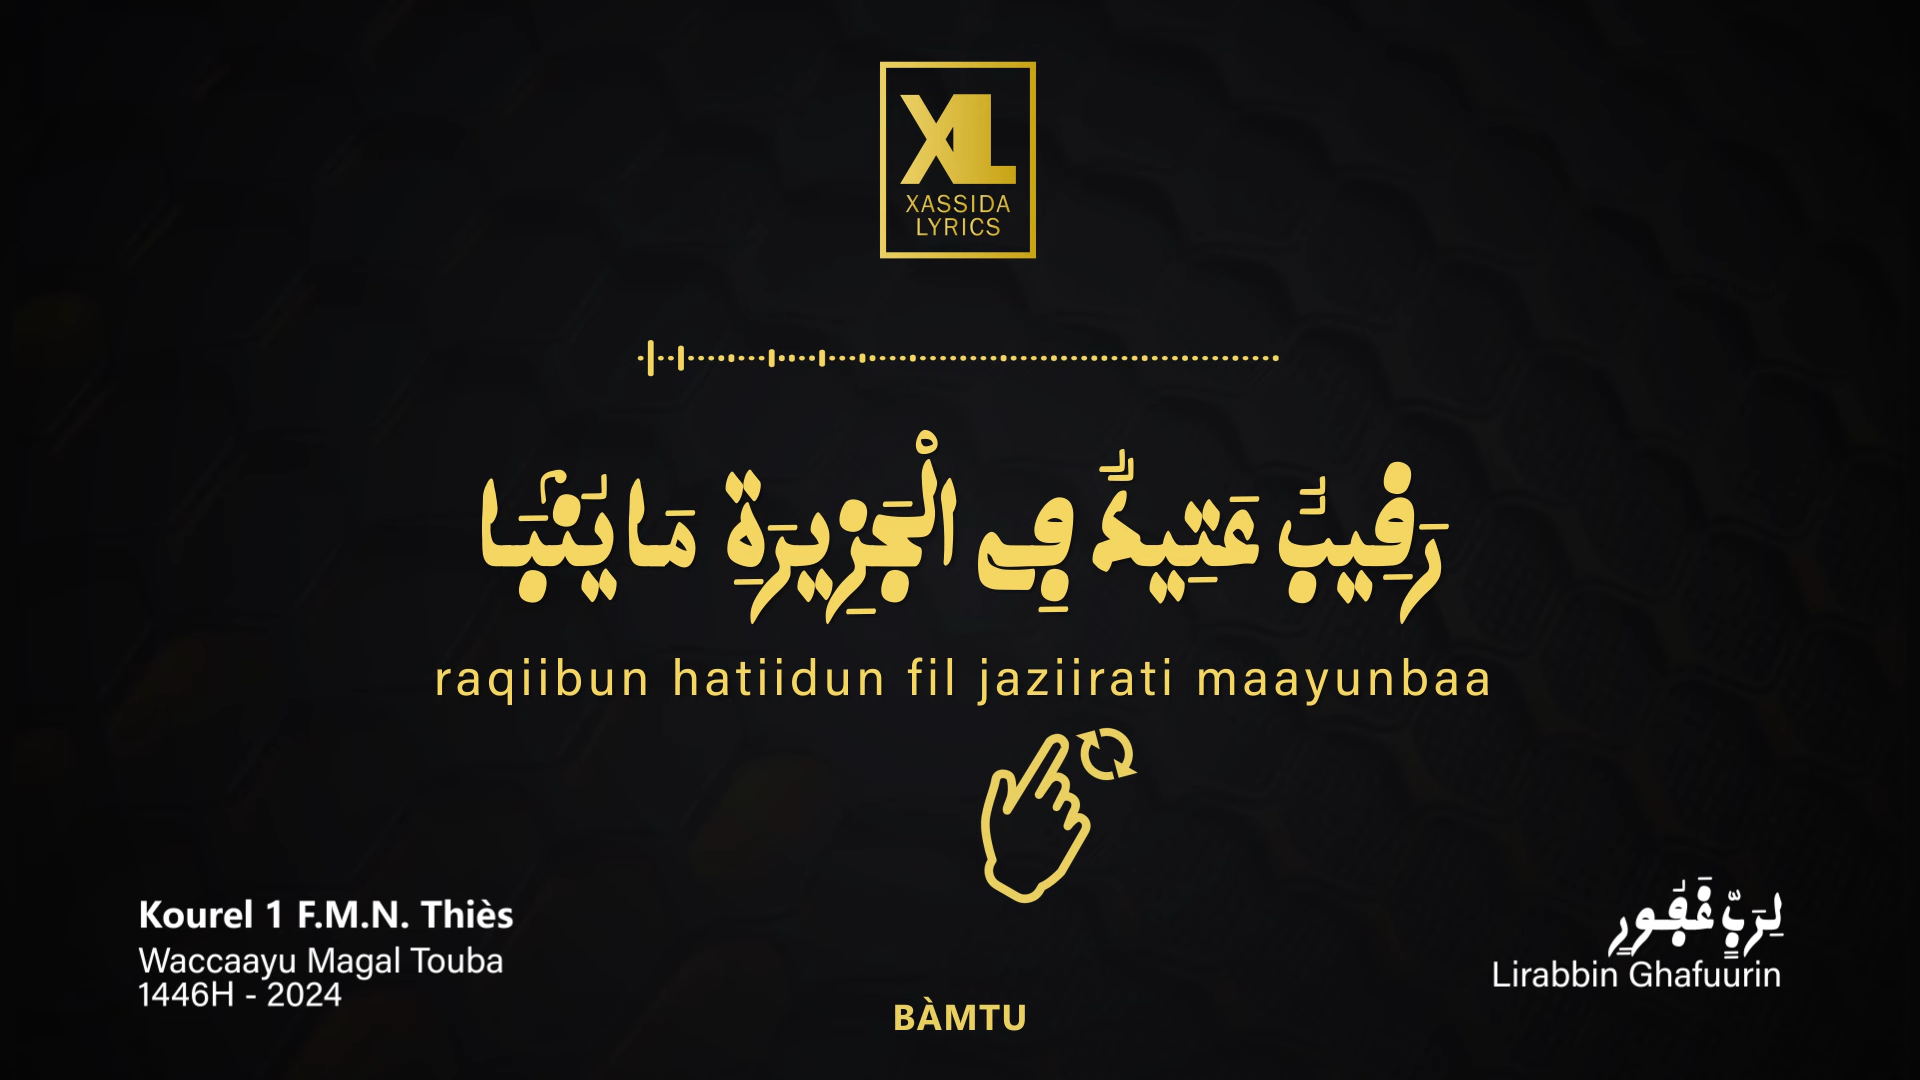 XL
XASSIDA
LYRICS
رَقِيبٌ عَتِيدٌ فِي الْجَزِيرَةِ مَايُنْبَا
raqiibun hatiidun fil jaziirati maayunbaa
Kourel 1 F.M.N. Thiès
Waccaayu Magal Touba
1446H - 2024
BÀMTU
لِرَبٍّ غَفُورٍ
Lirabbin Ghafuurin